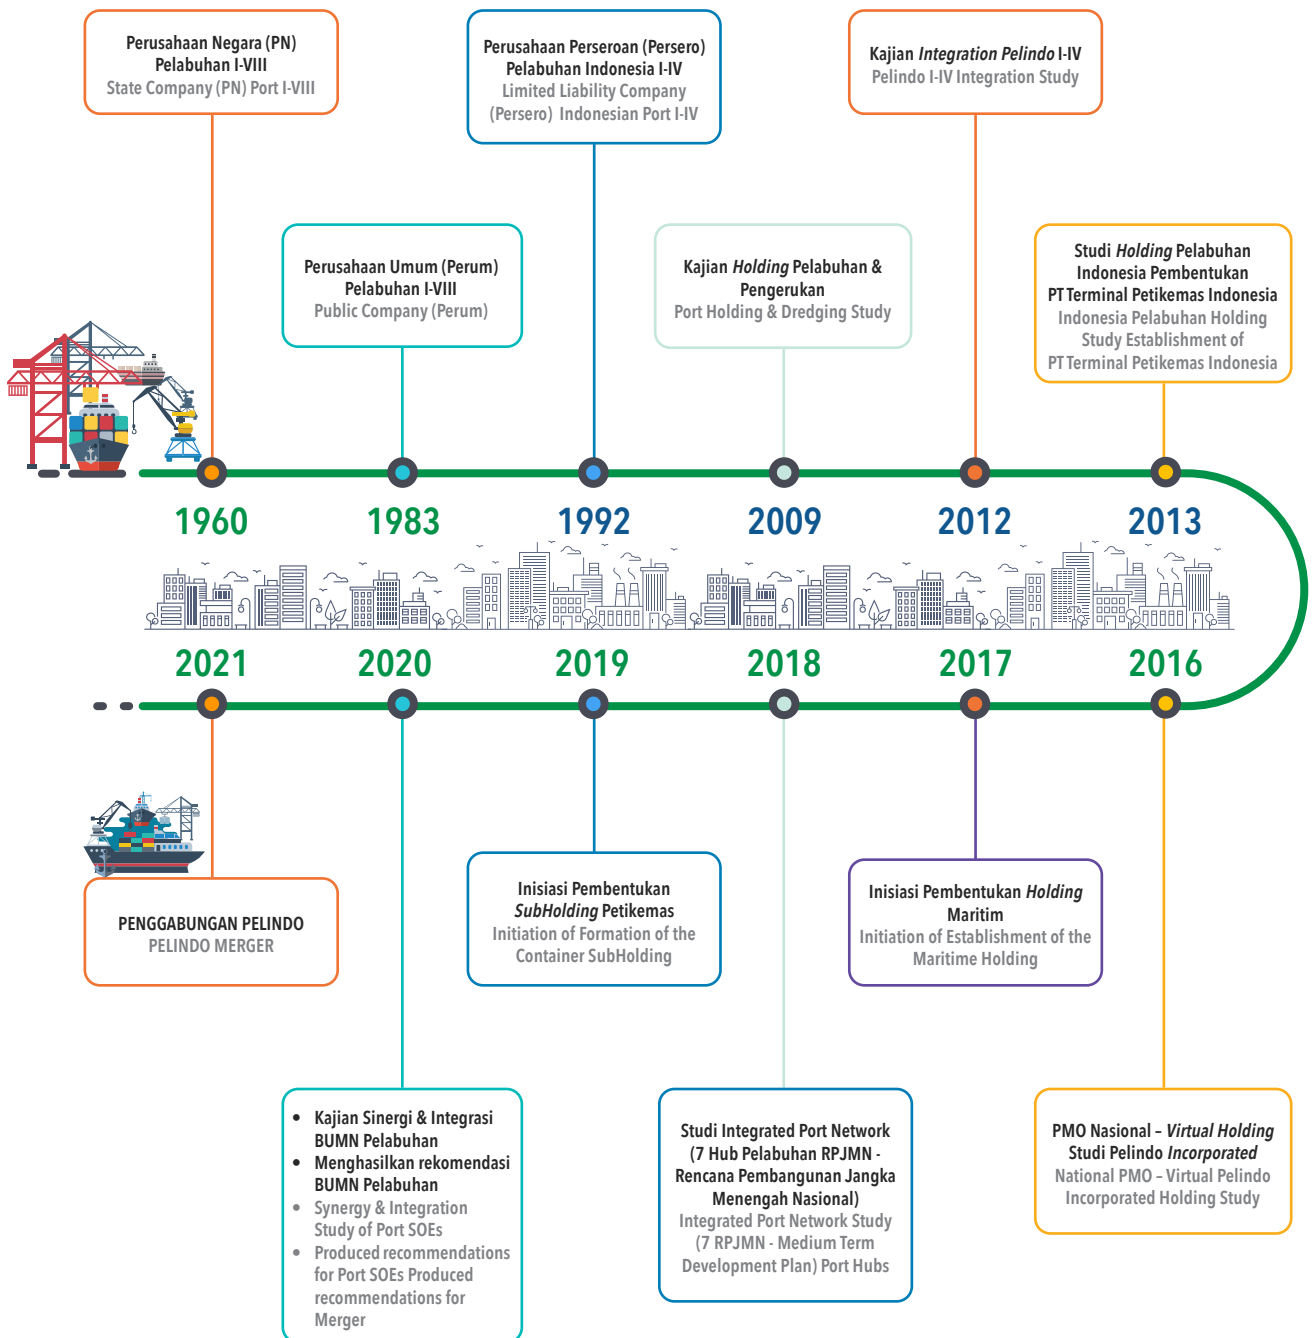 Perusahaan Negara (PN)
Pelabuhan I-VIII
State Company (PN) Port I-VIII
Perusahaan Perseroan (Persero)
Pelabuhan Indonesia I-IV
Limited Liability Company
(Persero) Indonesian Port I-IV
Kajian Integration Pelindo I-IV
Pelindo I-IV Integration Study
Perusahaan Umum (Perum)
Pelabuhan I-VIII
Public Company (Perum)
Kajian Holding Pelabuhan &
Pengerukan
Port Holding & Dredging Study
Studi Holding Pelabuhan
Indonesia Pembentukan
PT Terminal Petikemas Indonesia
Indonesia Pelabuhan Holding
Study Establishment of
PT Terminal Petikemas Indonesia
1960
1983
1992
2009
2012
2013
2021
2020
2019
2018
2017
2016
PENGGABUNGAN PELINDO
PELINDO MERGER
Inisiasi Pembentukan
SubHolding Petikemas
Initiation of Formation of the
Container SubHolding
Inisiasi Pembentukan Holding
Maritim
Initiation of Establishment of the
Maritime Holding
• Kajian Sinergi & Integrasi
BUMN Pelabuhan
• Menghasilkan rekomendasi
BUMN Pelabuhan
• Synergy & Integration
Study of Port SOEs
• Produced recommendations
for Port SOEs Produced
recommendations for
Merger
Studi Integrated Port Network
(7 Hub Pelabuhan RPJMN -
Rencana Pembangunan Jangka
Menengah Nasional)
Integrated Port Network Study
(7 RPJMN - Medium Term
Development Plan) Port Hubs
PMO Nasional – Virtual Holding
Studi Pelindo Incorporated
National PMO – Virtual Pelindo
Incorporated Holding Study